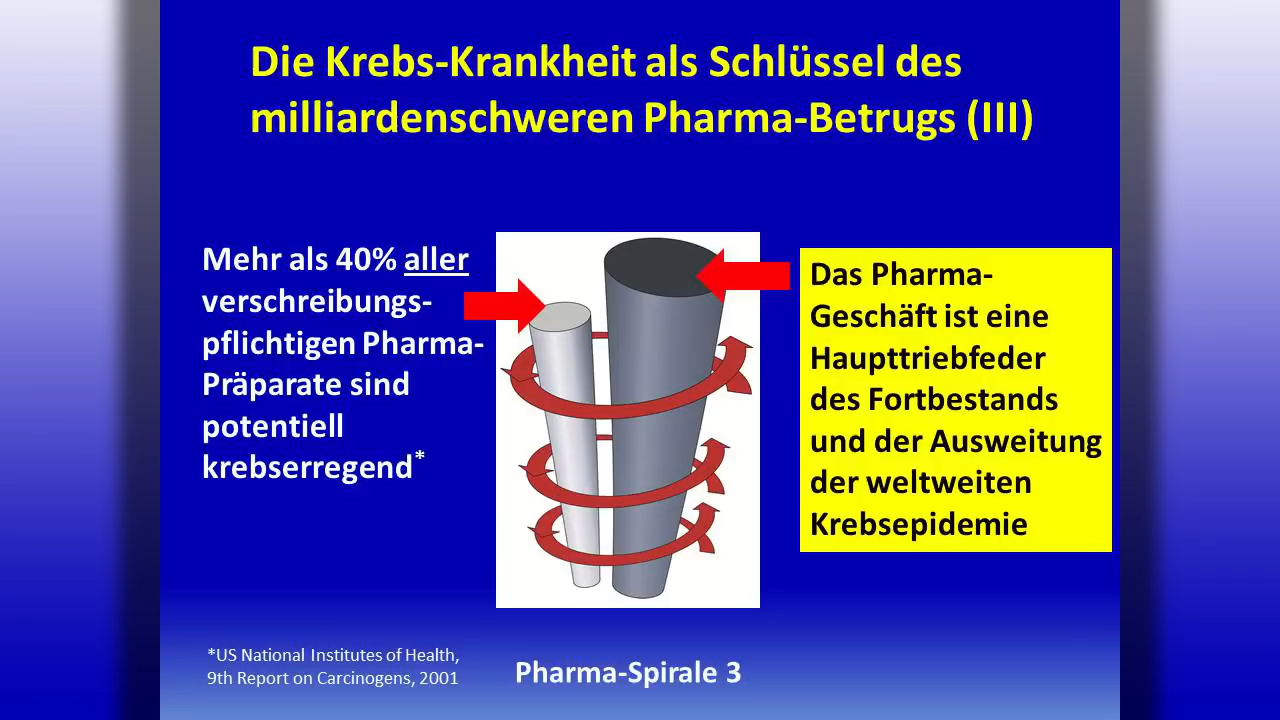 Die Krebs-Krankheit als Schlüssel des
milliardenschweren Pharma-Betrugs (III)
Mehr als 40% aller
verschreibungs-
pflichtigen Pharma-
Präparate sind
potentiell
krebserregend*
Das Pharma-
Geschäft ist eine
Haupttriebfeder
des Fortbestands
und der Ausweitung
der weltweiten
Krebsepidemie
*US National Institutes of Health,
9th Report on Carcinogens, 2001
Pharma-Spirale 3